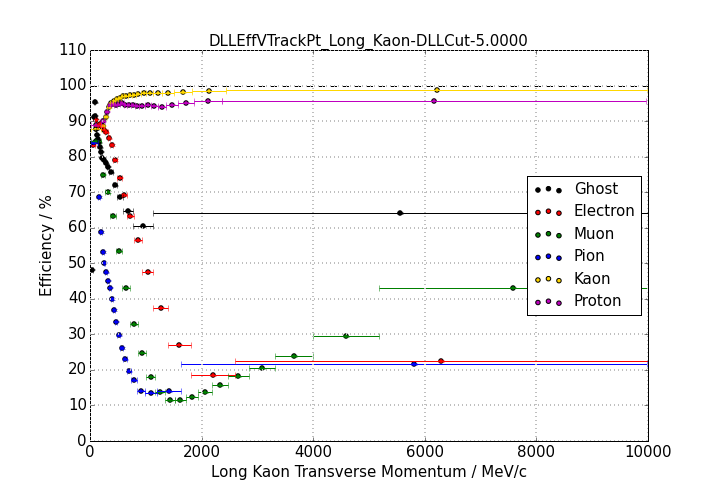 DLLEffVTrackPt_Long_Kaon-DLLCut-5.0000
110
100
90
80
70
60
50
40
30
20
10
0
Efficiency / %
Ghost
Electron
Muon
Pion
Kaon
Proton
0 2000 4000 6000 8000 10000
Long Kaon Transverse Momentum / MeV/c